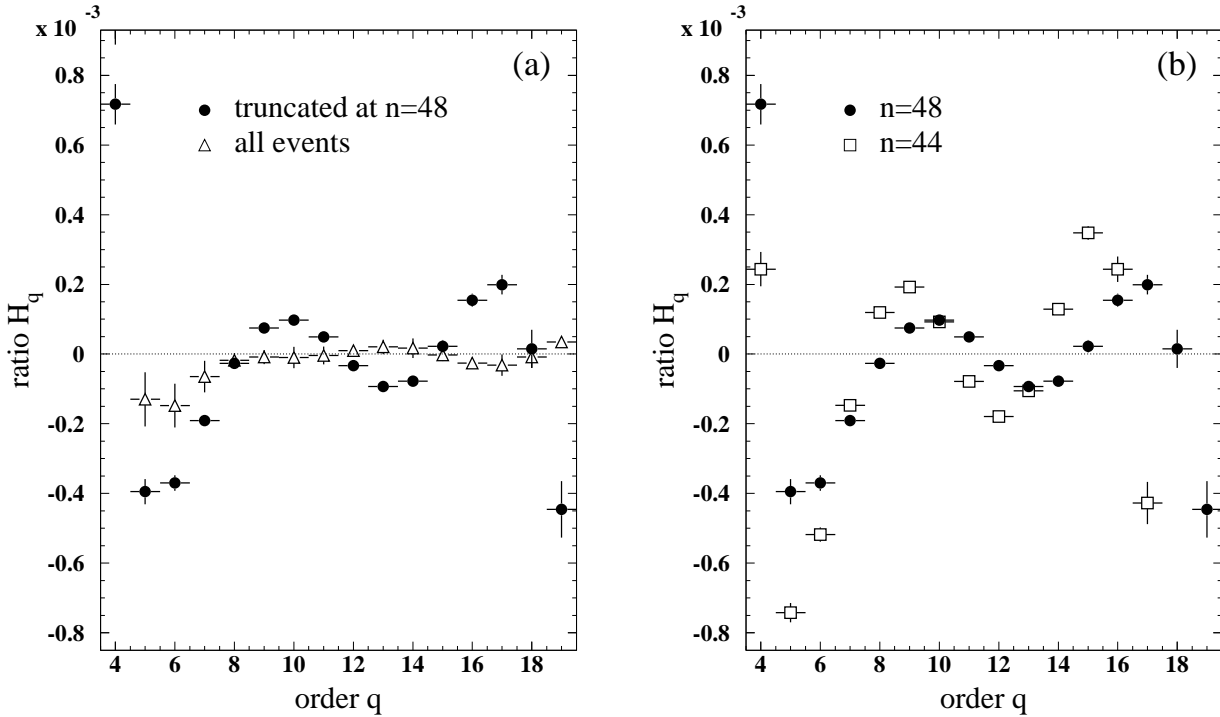 x 10 -3
(a)
truncated at n=48
all events
ratio Hq
0.8
0.6
0.4
0.2
0
-0.2
-0.4
-0.6
-0.8
4 6 8 10 12 14 16 18
order q
x 10 -3
(b)
n=48
n=44
ratio Hq
0.8
0.6
0.4
0.2
0
-0.2
-0.4
-0.6
-0.8
4 6 8 10 12 14 16 18
order q